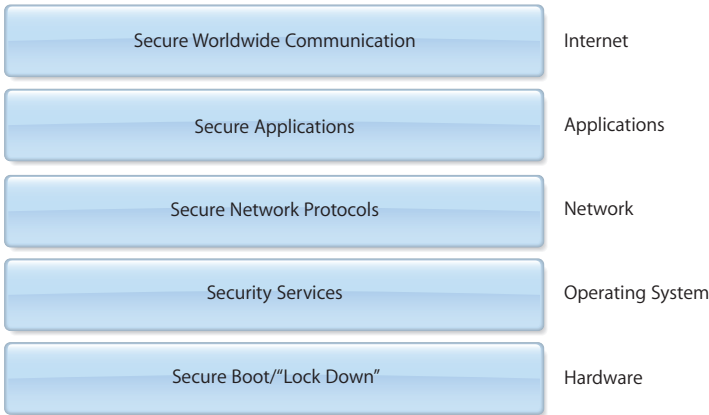 Secure Worldwide Communication Internet
Secure Applications Applications
Secure Network Protocols Network
Security Services Operating System
Secure Boot/“Lock Down” Hardware